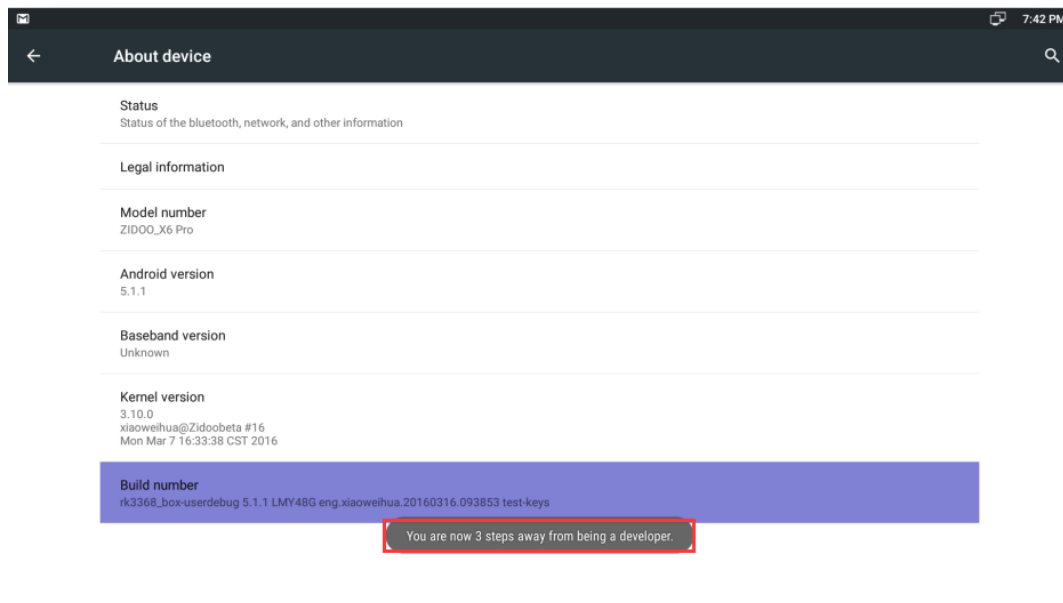 7:42 PM
About device
Status
Status of the bluetooth, network, and other information
Legal information
Model number
ZIDOO_X6 Pro
Android version
5.1.1
Baseband version
Unknown
Kernel version
3.10.0
xiaoweihua@Zidoobeta #16
Mon Mar 7 16:33:38 CST 2016
Build number
rk3368_box-userdebug 5.1.1 LMY48G eng.xiaoweihua.20160316.093853 test-keys
You are now 3 steps away from being a developer.